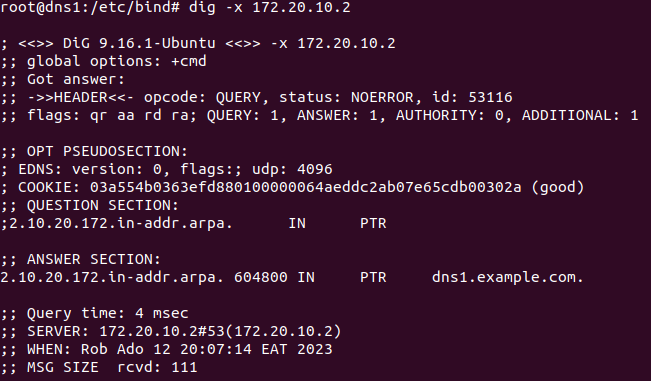 root@dns1:/etc/bind# dig -x 172.20.10.2
; <<>> DiG 9.16.1-Ubuntu <<>> -x 172.20.10.2
;; global options: +cmd
;; Got answer:
;; ->>HEADER<<- opcode: QUERY, status: NOERROR, id: 53116
;; flags: qr aa rd ra; QUERY: 1, ANSWER: 1, AUTHORITY: 0, ADDITIONAL: 1
;; OPT PSEUDOSECTION:
; EDNS: version: 0, flags:; udp: 4096
; COOKIE: 03a554b0363efd880100000064aeddc2ab07e65cdb00302a (good)
;; QUESTION SECTION:
;2.10.20.172.in-addr.arpa. IN PTR
;; ANSWER SECTION:
2.10.20.172.in-addr.arpa. 604800 IN PTR dns1.example.com.
;; Query time: 4 msec
;; SERVER: 172.20.10.2#53(172.20.10.2)
;; WHEN: Rob Ado 12 20:07:14 EAT 2023
;; MSG SIZE rcvd: 111